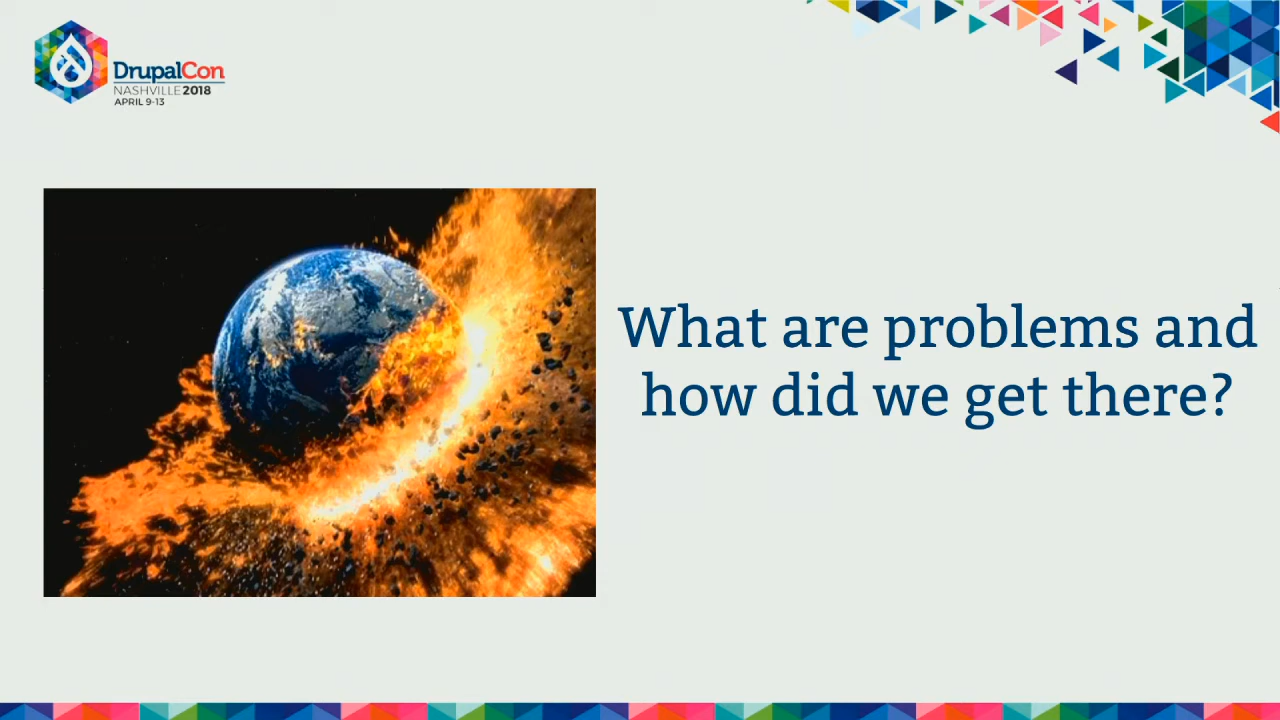 DrupalCon
NASHVILLE 2018
APRIL 9-13
What are problems and
how did we get there?